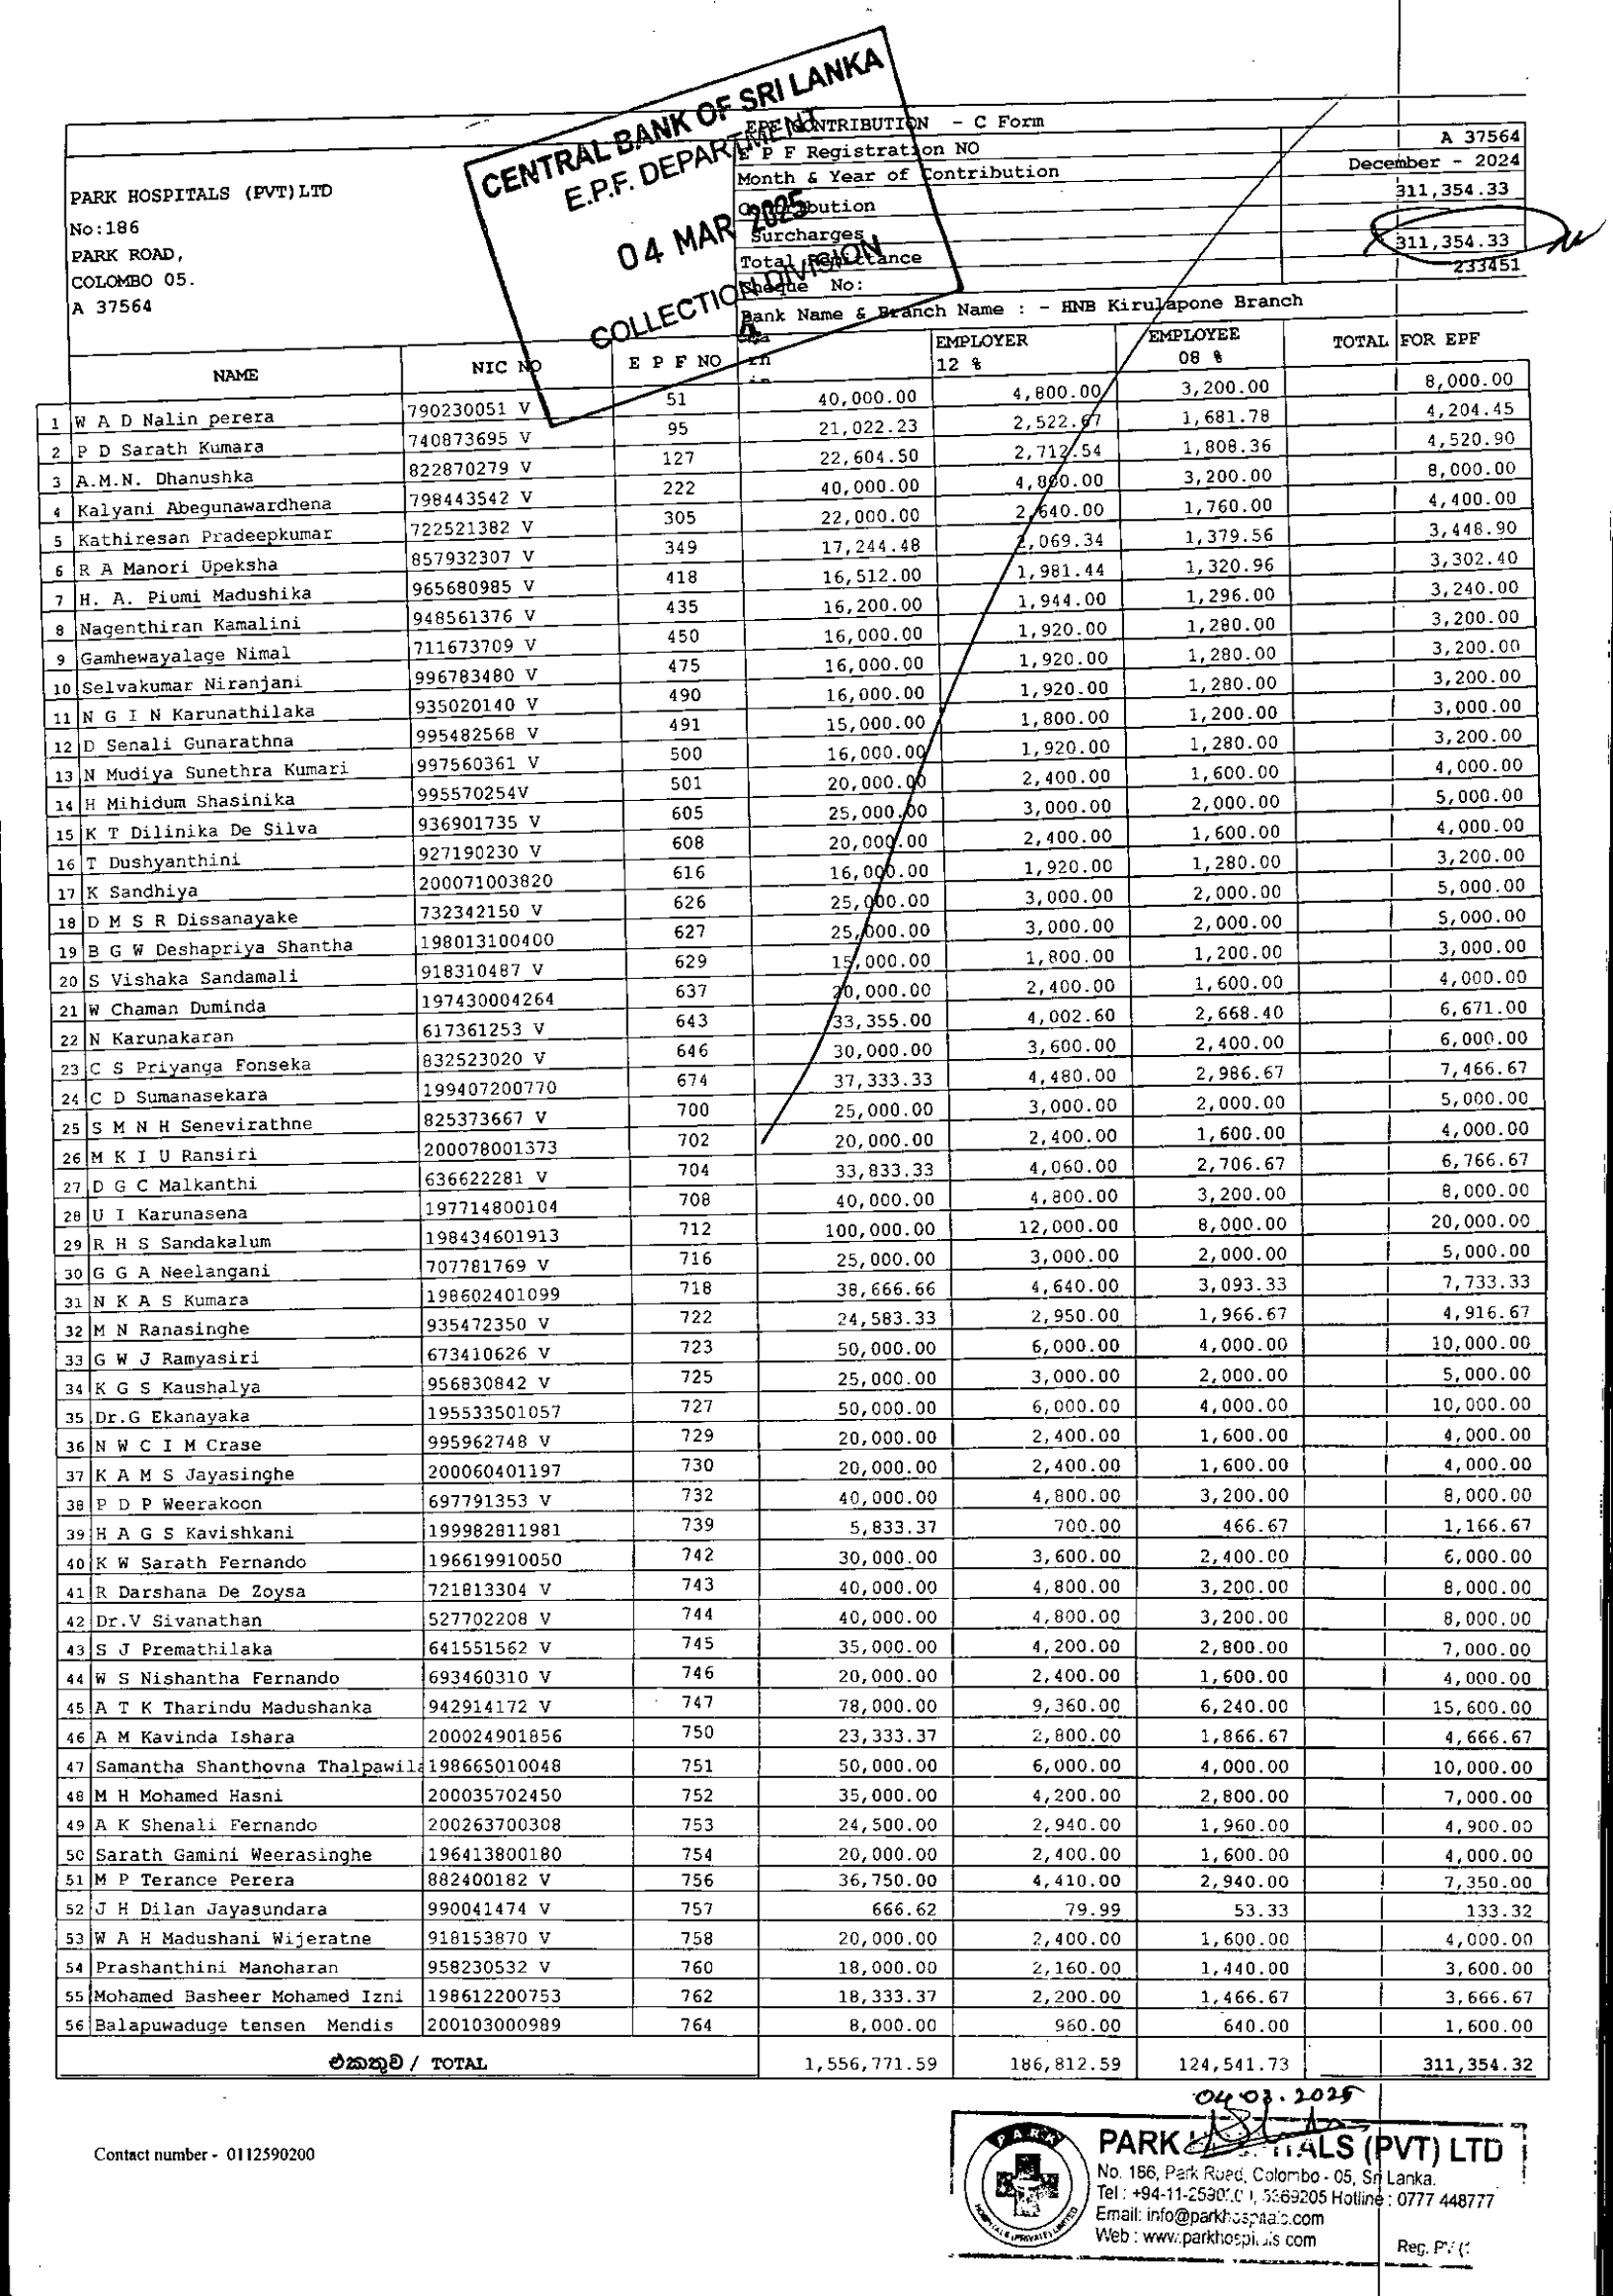 CENTRAL BANK OF SRI LANKA
E.P.F. DEPARTMENT
04 MAR 2025
COLLECTION DIVISION
EPF CONTRIBUTION - C Form
E P F Registration NO A 37564
Month & Year of Contribution December - 2024
Contribution 311,354.33
Surcharges
Total Remittance 311,354.33
Cheque No: 233451
Bank Name & Branch Name : - HNB Kirulapone Branch
PARK HOSPITALS (PVT)LTD
No:186
PARK ROAD,
COLOMBO 05.
A 37564
NAME NIC NO E P F NO EMPLOYER 12 % EMPLOYEE 08 % TOTAL FOR EPF
1 W A D Nalin perera 790230051 V 51 40,000.00 4,800.00 3,200.00 8,000.00
2 P D Sarath Kumara 740873695 V 95 21,022.23 2,522.67 1,681.78 4,204.45
3 A.M.N. Dhanushka 822870279 V 127 22,604.50 2,712.54 1,808.36 4,520.90
4 Kalyani Abegunawardhena 798443542 V 222 40,000.00 4,800.00 3,200.00 8,000.00
5 Kathiresan Pradeepkumar 722521382 V 305 22,000.00 2,640.00 1,760.00 4,400.00
6 R A Manori Upeksha 857932307 V 349 17,244.48 2,069.34 1,379.56 3,448.90
7 H. A. Piumi Madushika 965680985 V 418 16,512.00 1,981.44 1,320.96 3,302.40
8 Nagenthiran Kamalini 948561376 V 435 16,200.00 1,944.00 1,296.00 3,240.00
9 Gamhewayalage Nimal 711673709 V 450 16,000.00 1,920.00 1,280.00 3,200.00
10 Selvakumar Niranjani 996783480 V 475 16,000.00 1,920.00 1,280.00 3,200.00
11 N G I N Karunathilaka 935020140 V 490 16,000.00 1,920.00 1,280.00 3,200.00
12 D Senali Gunarathna 995482568 V 491 15,000.00 1,800.00 1,200.00 3,000.00
13 N Mudiya Sunethra Kumari 997560361 V 500 16,000.00 1,920.00 1,280.00 3,200.00
14 H Mihidum Shasinika 995570254V 501 20,000.00 2,400.00 1,600.00 4,000.00
15 K T Dilinika De Silva 936901735 V 605 25,000.00 3,000.00 2,000.00 5,000.00
16 T Dushyanthini 927190230 V 608 20,000.00 2,400.00 1,600.00 4,000.00
17 K Sandhiya 200071003820 616 16,000.00 1,920.00 1,280.00 3,200.00
18 D M S R Dissanayake 732342150 V 626 25,000.00 3,000.00 2,000.00 5,000.00
19 B G W Deshapriya Shantha 198013100400 627 25,000.00 3,000.00 2,000.00 5,000.00
20 S Vishaka Sandamali 918310487 V 629 15,000.00 1,800.00 1,200.00 3,000.00
21 W Chaman Duminda 197430004264 637 20,000.00 2,400.00 1,600.00 4,000.00
22 N Karunakaran 617361253 V 643 33,355.00 4,002.60 2,668.40 6,671.00
23 C S Priyanga Fonseka 832523020 V 646 30,000.00 3,600.00 2,400.00 6,000.00
24 C D Sumanasekara 199407200770 674 37,333.33 4,480.00 2,986.67 7,466.67
25 S M N H Senevirathne 825373667 V 700 25,000.00 3,000.00 2,000.00 5,000.00
26 M K I U Ransiri 200078001373 702 20,000.00 2,400.00 1,600.00 4,000.00
27 D G C Malkanthi 636622281 V 704 33,833.33 4,060.00 2,706.67 6,766.67
28 U I Karunasena 197714800104 708 40,000.00 4,800.00 3,200.00 8,000.00
29 R H S Sandakalum 198434601913 712 100,000.00 12,000.00 8,000.00 20,000.00
30 G G A Neelangani 707781769 V 716 25,000.00 3,000.00 2,000.00 5,000.00
31 N K A S Kumara 198602401099 718 38,666.66 4,640.00 3,093.33 7,733.33
32 M N Ranasinghe 935472350 V 722 24,583.33 2,950.00 1,966.67 4,916.67
33 G W J Ramyasiri 673410626 V 723 50,000.00 6,000.00 4,000.00 10,000.00
34 K G S Kaushalya 956830842 V 725 25,000.00 3,000.00 2,000.00 5,000.00
35 Dr.G Ekanayaka 195533501057 727 50,000.00 6,000.00 4,000.00 10,000.00
36 N W C I M Crase 995962748 V 729 20,000.00 2,400.00 1,600.00 4,000.00
37 K A M S Jayasinghe 200060401197 730 20,000.00 2,400.00 1,600.00 4,000.00
38 P D P Weerakoon 697791353 V 732 40,000.00 4,800.00 3,200.00 8,000.00
39 H A G S Kavishkani 199982811981 739 5,833.37 700.00 466.67 1,166.67
40 K W Sarath Fernando 196619910050 742 30,000.00 3,600.00 2,400.00 6,000.00
41 R Darshana De Zoysa 721813304 V 743 40,000.00 4,800.00 3,200.00 8,000.00
42 Dr.V Sivanathan 527702208 V 744 40,000.00 4,800.00 3,200.00 8,000.00
43 S J Premathilaka 641551562 V 745 35,000.00 4,200.00 2,800.00 7,000.00
44 W S Nishantha Fernando 693460310 V 746 20,000.00 2,400.00 1,600.00 4,000.00
45 A T K Tharindu Madushanka 942914172 V 747 78,000.00 9,360.00 6,240.00 15,600.00
46 A M Kavinda Ishara 200024901856 750 23,333.37 2,800.00 1,866.67 4,666.67
47 Samantha Shanthovna Thalpawila 198665010048 751 50,000.00 6,000.00 4,000.00 10,000.00
48 M H Mohamed Hasni 200035702450 752 35,000.00 4,200.00 2,800.00 7,000.00
49 A K Shenali Fernando 200263700308 753 24,500.00 2,940.00 1,960.00 4,900.00
50 Sarath Gamini Weerasinghe 196413800180 754 20,000.00 2,400.00 1,600.00 4,000.00
51 M P Terance Perera 882400182 V 756 36,750.00 4,410.00 2,940.00 7,350.00
52 J H Dilan Jayasundara 990041474 V 757 666.62 79.99 53.33 133.32
53 W A H Madushani Wijeratne 918153870 V 758 20,000.00 2,400.00 1,600.00 4,000.00
54 Prashanthini Manoharan 958230532 V 760 18,000.00 2,160.00 1,440.00 3,600.00
55 Mohamed Basheer Mohamed Izni 198612200753 762 18,333.37 2,200.00 1,466.67 3,666.67
56 Balapuwaduge tensen Mendis 200103000989 764 8,000.00 960.00 640.00 1,600.00
එකතුව / TOTAL 1,556,771.59 186,812.59 124,541.73 311,354.32
04.03.2025
Contact number - 0112590200
PARK
HOSPITALS (PRIVATE) LIMITED
PARK HOSPITALS (PVT) LTD
No. 186, Park Road, Colombo - 05, Sri Lanka.
Tel : +94-11-2590200, 5369205 Hotline : 0777 448777
Email: info@parkhospitals.com
Web : www.parkhospitals.com
Reg. PV